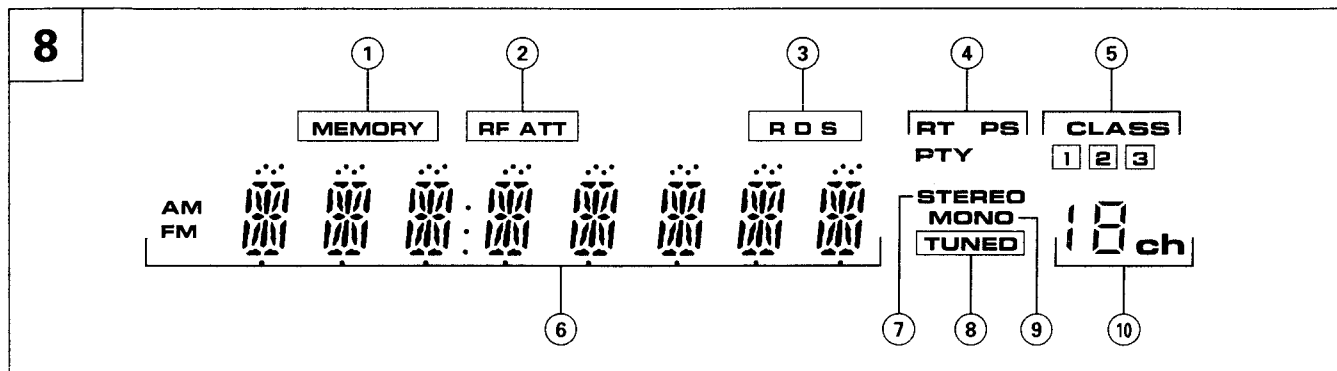 8
1 2 3 4 5
MEMORY RF ATT R D S RT PS CLASS
PTY 1 2 3
AM STEREO
FM MONO
TUNED 18 ch
6 7 8 9 10